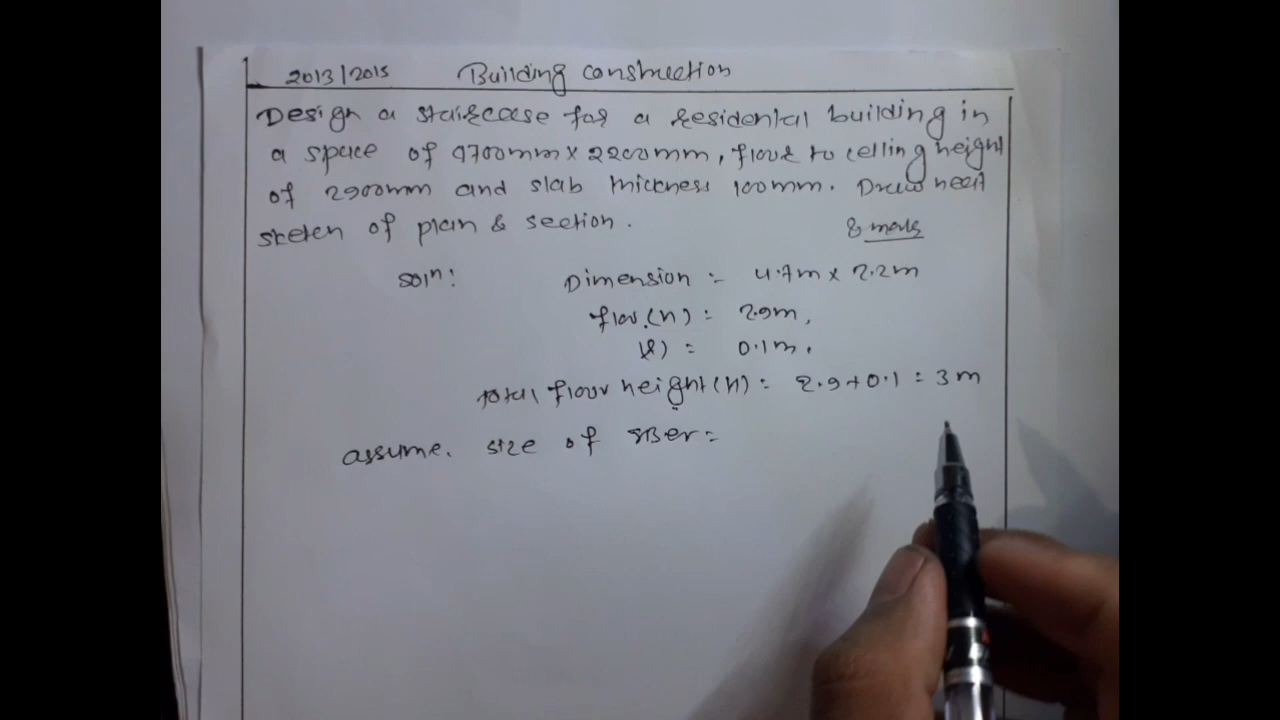 2013/2015 Building construction
Design a staircase for a residental building in
a space of 4700mm x 2200mm, floor to celling height
of 2900mm and slab thickness 100mm. Draw neat
sketch of plan & section.
8 marks
Soln: Dimension :- 4.7m x 2.2m
floor(h) = 2.9m,
(t) = 0.1m.
total floor height (H) = 2.9+0.1 = 3m
assume. size of riser =